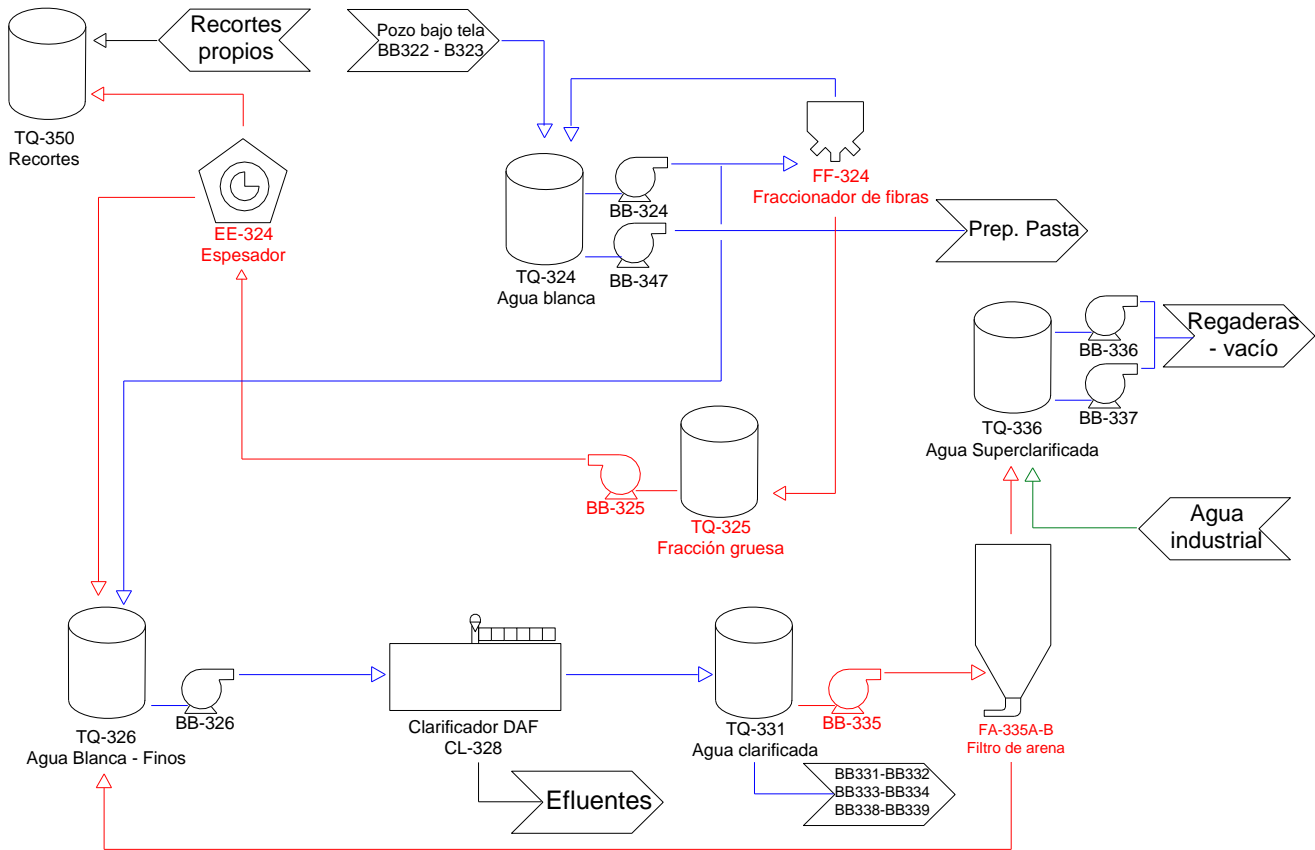 Recortes
propios
Pozo bajo tela
BB322 - B323
TQ-350
Recortes
EE-324
Espesador
BB-324
BB-347
TQ-324
Agua blanca
FF-324
Fraccionador de fibras
Prep. Pasta
Regaderas
- vacío
BB-336
BB-337
TQ-336
Agua Superclarificada
BB-325
TQ-325
Fracción gruesa
Agua
industrial
TQ-326
Agua Blanca - Finos
BB-326
Clarificador DAF
CL-328
Efluentes
TQ-331
Agua clarificada
BB-335
BB331-BB332
BB333-BB334
BB338-BB339
FA-335A-B
Filtro de arena